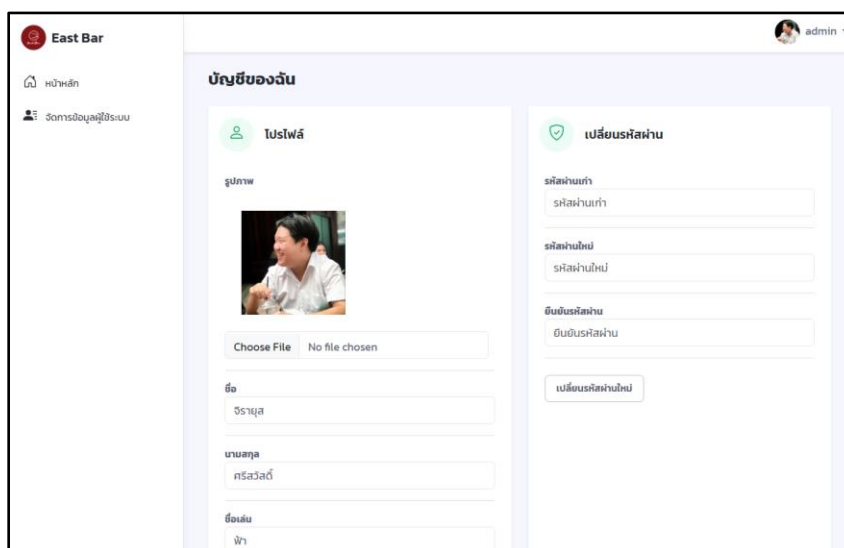 East Bar
admin
หน้าหลัก
จัดการข้อมูลผู้ใช้ระบบ
บัญชีของฉัน
โปรไฟล์
รูปภาพ
Choose File No file chosen
ชื่อ
จิรายุส
นามสกุล
ศรีสวัสดิ์
ชื่อเล่น
ฟ้า
เปลี่ยนรหัสผ่าน
รหัสผ่านเก่า
รหัสผ่านเก่า
รหัสผ่านใหม่
รหัสผ่านใหม่
ยืนยันรหัสผ่าน
ยืนยันรหัสผ่าน
เปลี่ยนรหัสผ่านใหม่